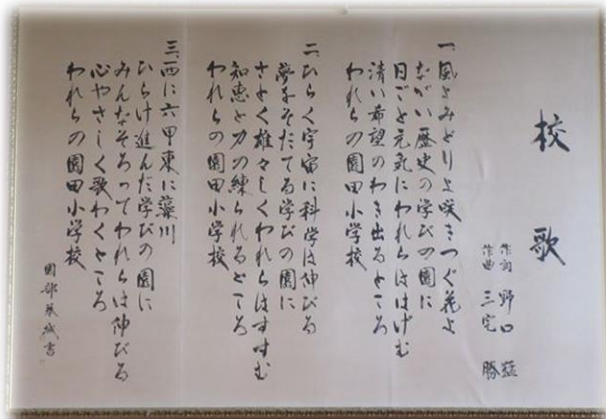 校歌
作詞 野口 猛
作曲 三宅 勝
一、風よみどりよ咲きつぐ花よ
ながい歴史の学びの園に
日ごと元気にわれらははげむ
清い希望のわき出るところ
われらの園田小学校
二、ひらく宇宙に科学は伸びる
夢をそだてる学びの園に
さとく雄々しくわれらはすすむ
知恵と力の練られるところ
われらの園田小学校
三、西に六甲東に藻川
ひらけ進んだ学びの園に
みんなそろってわれらは伸びる
心やさしく歌わくところ
われらの園田小学校
園部 書